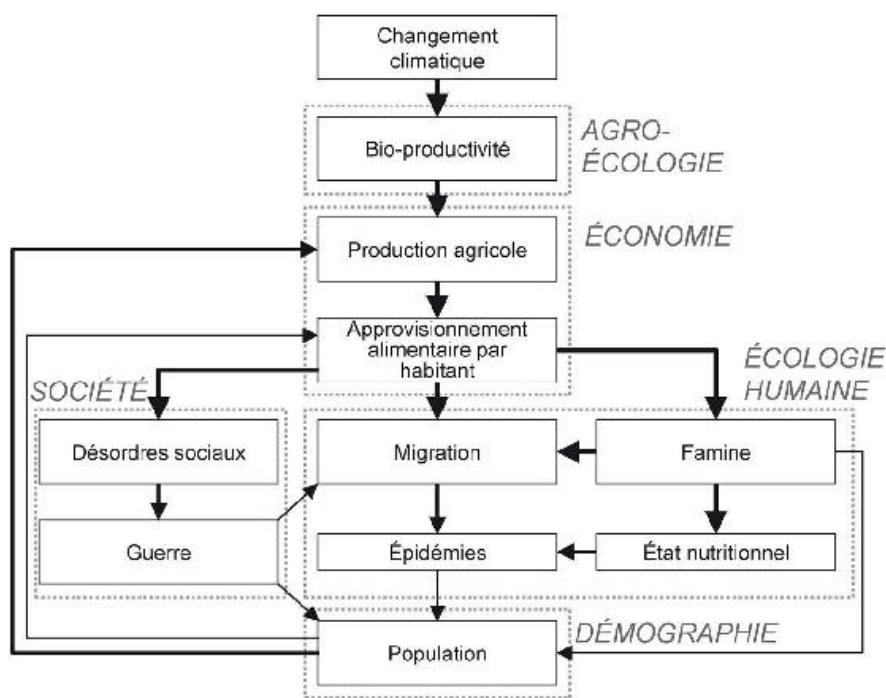 Changement
climatique
Bio-productivité
AGRO-
ÉCOLOGIE
Production agricole
ÉCONOMIE
Approvisionnement
alimentaire par
habitant
SOCIÉTÉ
ÉCOLOGIE
HUMAINE
Désordres sociaux
Migration
Famine
Guerre
Épidémies
État nutritionnel
Population
DÉMOGRAPHIE